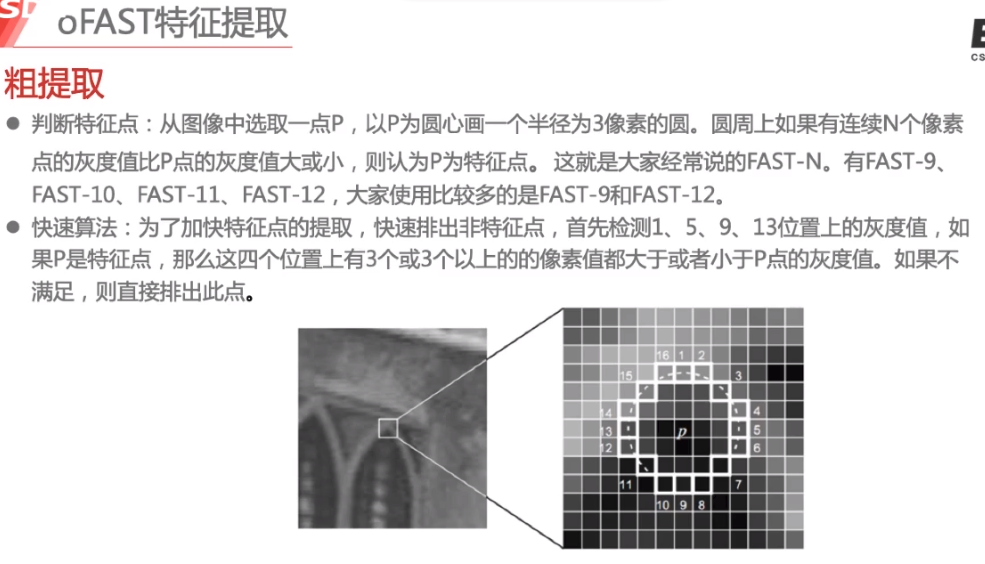 oFAST特征提取
粗提取
● 判断特征点：从图像中选取一点P，以P为圆心画一个半径为3像素的圆。圆周上如果有连续N个像素
点的灰度值比P点的灰度值大或小，则认为P为特征点。 这就是大家经常说的FAST-N。有FAST-9、
FAST-10、FAST-11、FAST-12，大家使用比较多的是FAST-9和FAST-12。
● 快速算法：为了加快特征点的提取，快速排出非特征点，首先检测1、5、9、13位置上的灰度值，如
果P是特征点，那么这四个位置上有3个或3个以上的的像素值都大于或者小于P点的灰度值。如果不
满足，则直接排出此点。
16 1 2
15 3
14 4
13 p 5
12 6
11 7
10 9 8